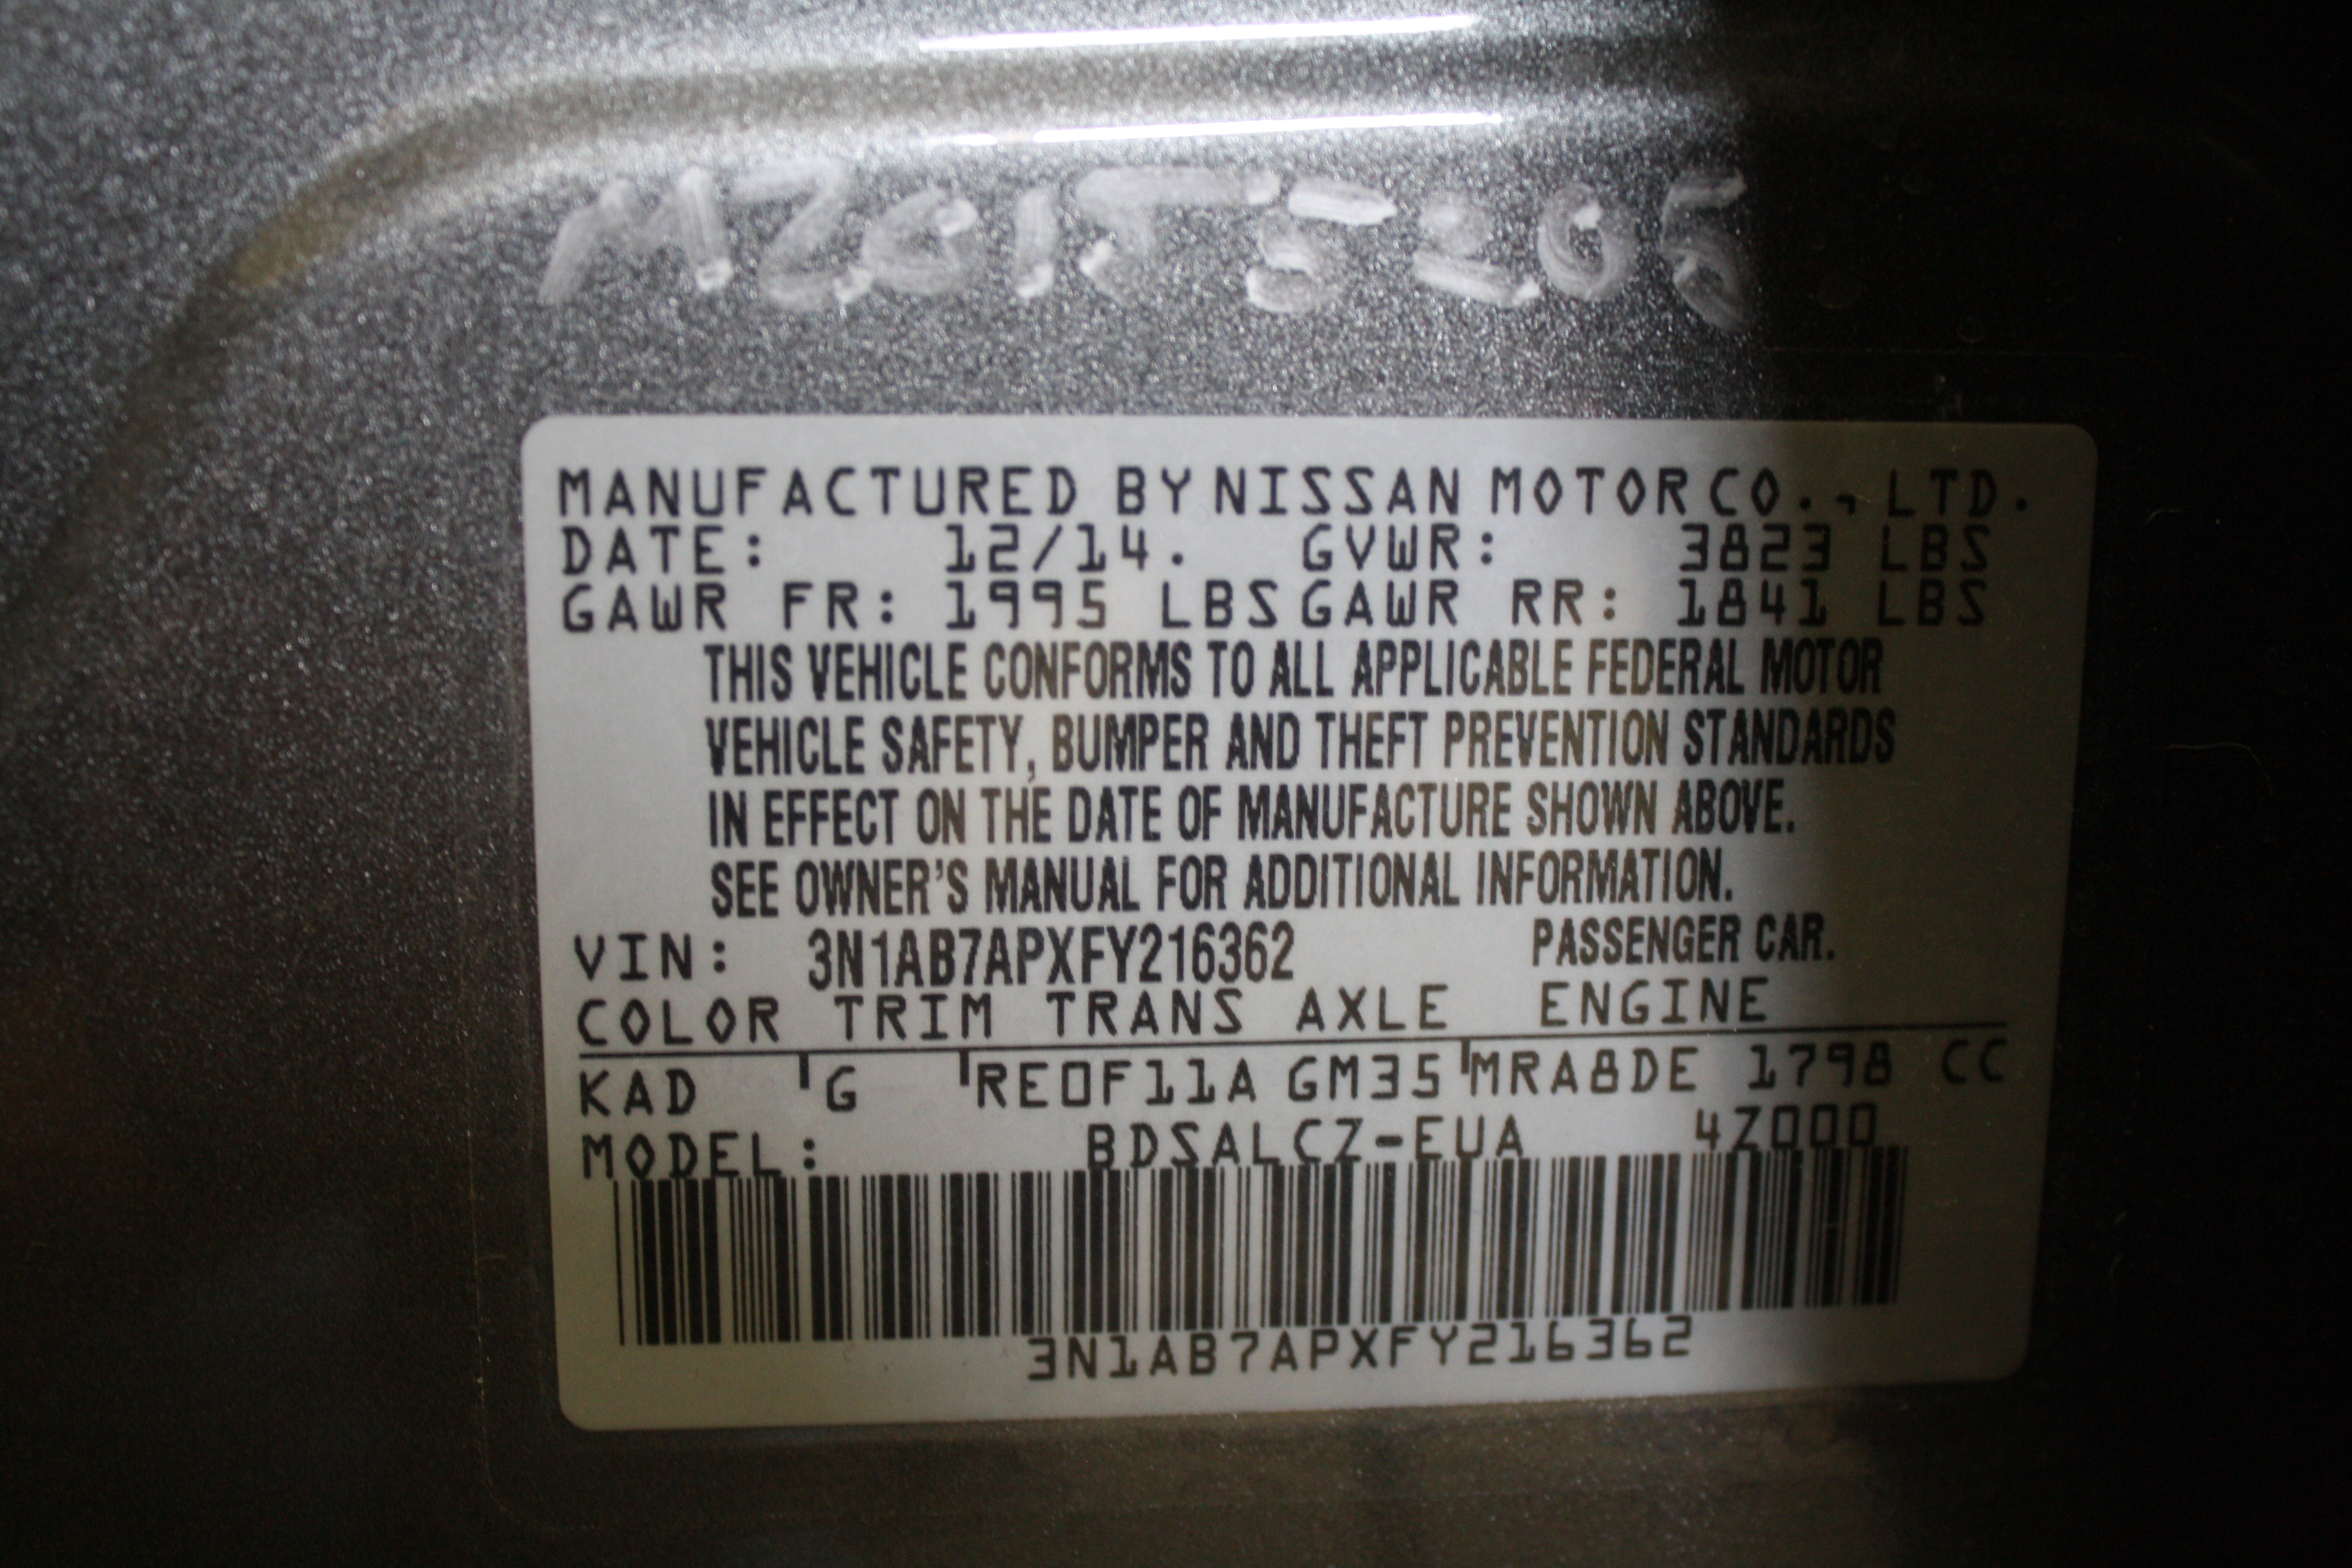 MANUFACTURED BY NISSAN MOTOR CO., LTD.
DATE: 12/14. GVWR: 3823 LBS
GAWR FR: 1995 LBS GAWR RR: 1841 LBS
THIS VEHICLE CONFORMS TO ALL APPLICABLE FEDERAL MOTOR
VEHICLE SAFETY, BUMPER AND THEFT PREVENTION STANDARDS
IN EFFECT ON THE DATE OF MANUFACTURE SHOWN ABOVE.
SEE OWNER'S MANUAL FOR ADDITIONAL INFORMATION.
VIN: 3N1AB7APXFY216362 PASSENGER CAR.
COLOR TRIM TRANS AXLE ENGINE
KAD G RE0F11A GM35 MRA8DE 1798 CC
MODEL: BDSALCZ-EUA 4Z000
3N1AB7APXFY216362